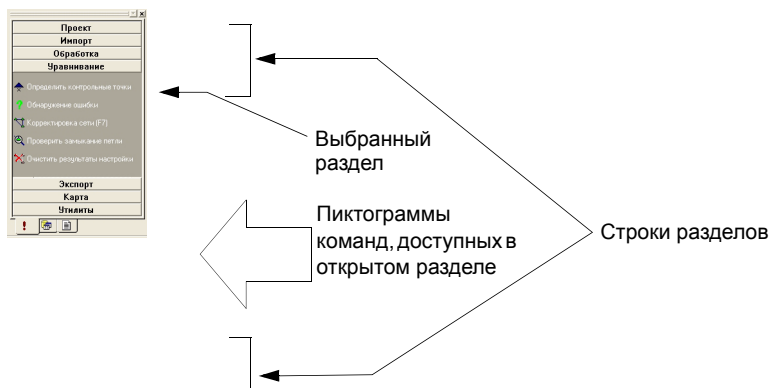 Проект
Импорт
Обработка
Уравнивание
Определить контрольные точки
Обнаружение ошибки
Корректировка сети (F7)
Проверить замыкание петли
Очистить результаты настройки
Экспорт
Карта
Утилиты
Выбранный
раздел
Пиктограммы
команд, доступных в
открытом разделе
Строки разделов